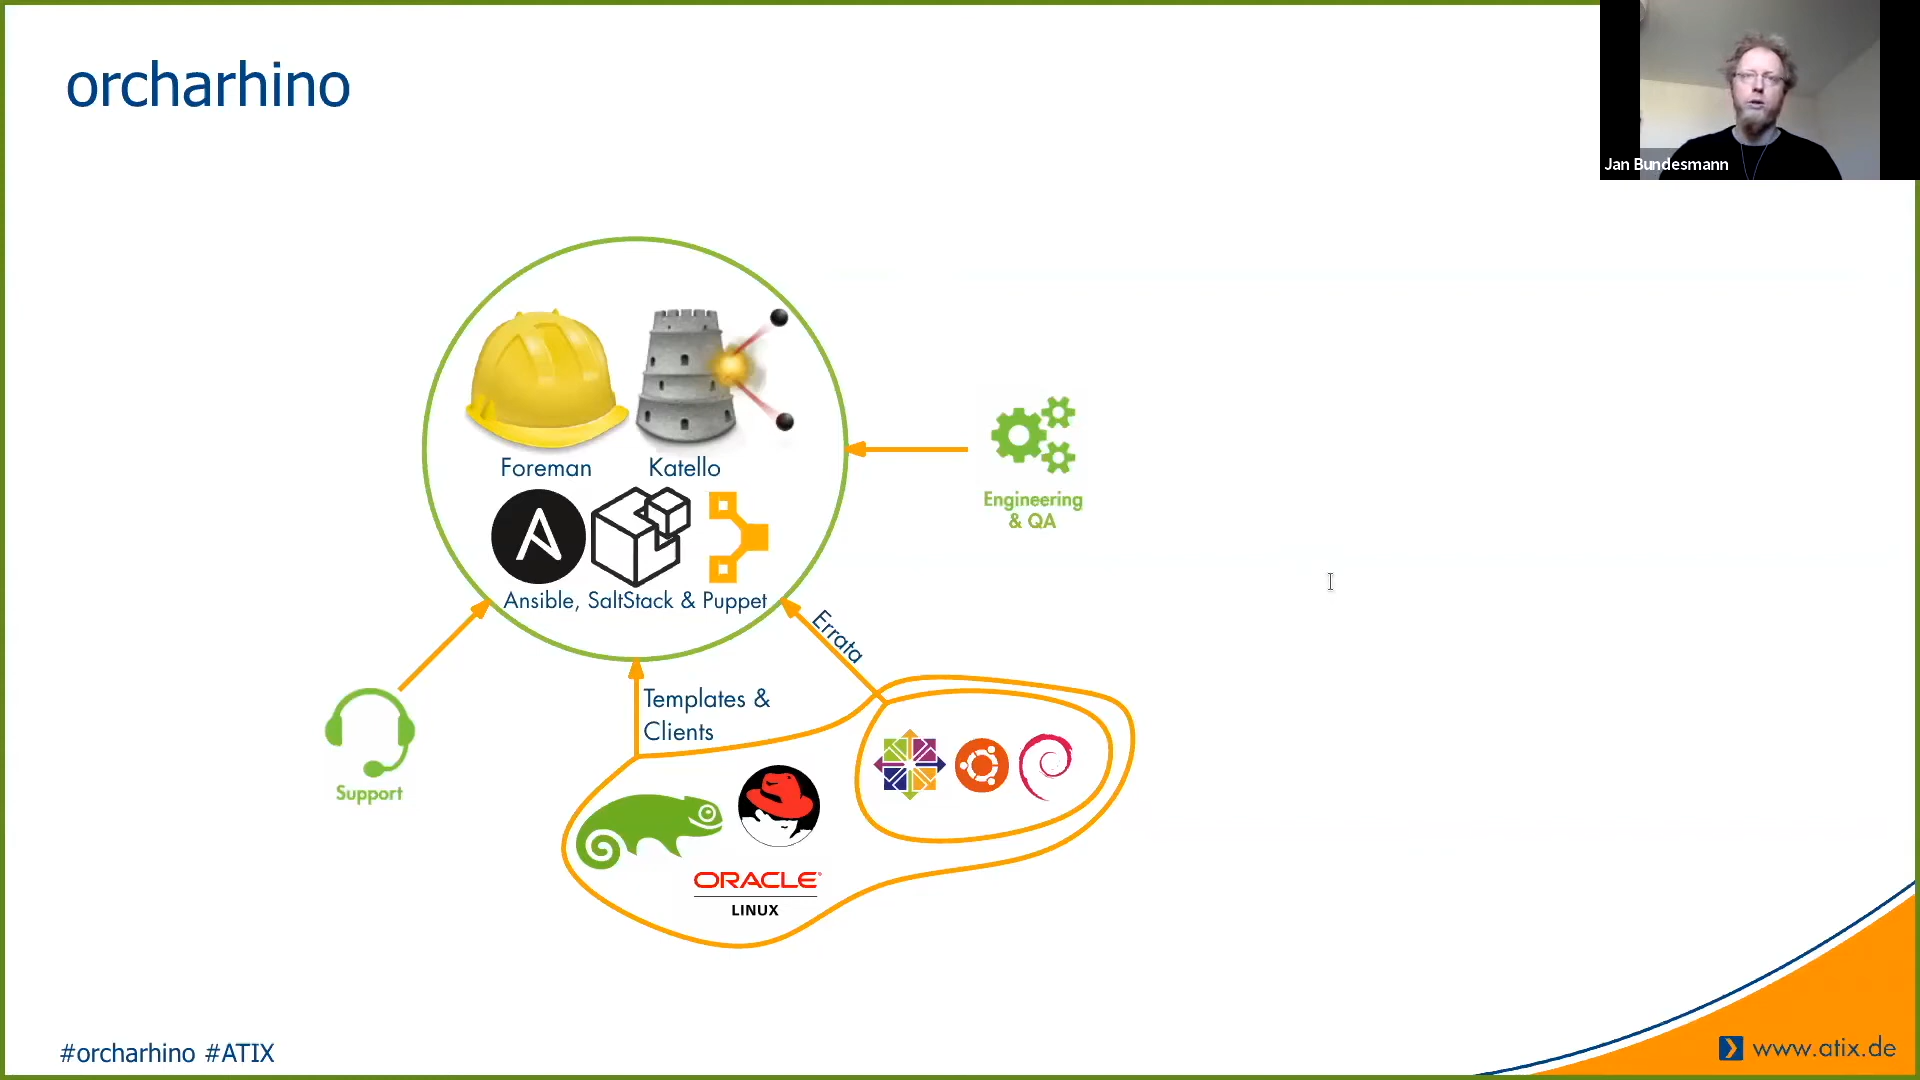 orcharhino
Jan Bundesmann
Foreman
Katello
Ansible, SaltStack & Puppet
Engineering
& QA
Errata
Templates &
Clients
Support
ORACLE
LINUX
#orcharhino #ATIX
www.atix.de